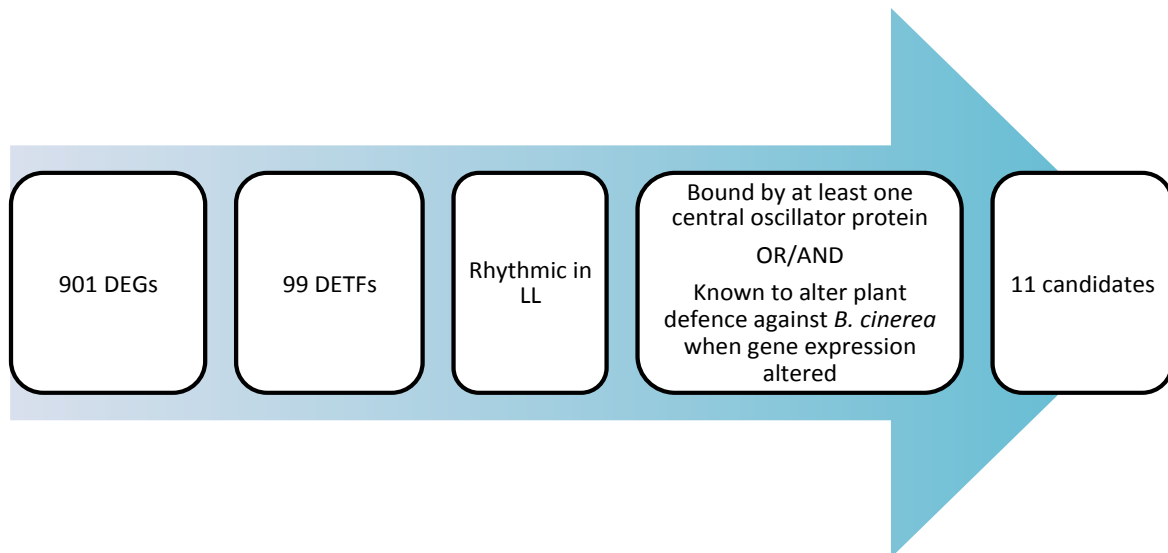 901 DEGs
99 DETFs
Rhythmic in
LL
Bound by at least one
central oscillator protein
OR/AND
Known to alter plant
defence against B. cinerea
when gene expression
altered
11 candidates